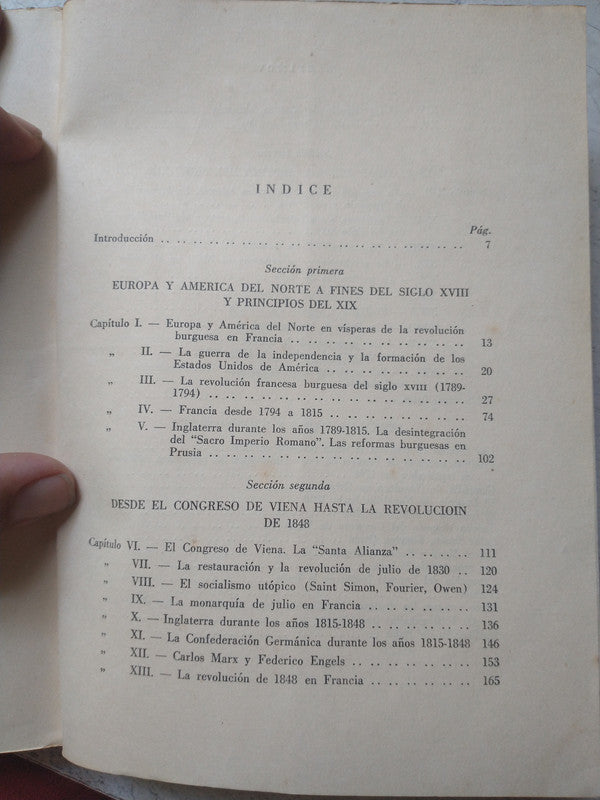 INDICE
Pág.
Introducción .. .. .. .. .. .. .. .. .. .. .. .. .. .. .. .. .. 7
Sección primera
EUROPA Y AMERICA DEL NORTE A FINES DEL SIGLO XVIII
Y PRINCIPIOS DEL XIX
Capítulo I. — Europa y América del Norte en vísperas de la revolución
burguesa en Francia .. .. .. .. .. .. .. .. .. .. 13
„ II. — La guerra de la independencia y la formación de los
Estados Unidos de América .. .. .. .. .. .. .. .. 20
„ III. — La revolución francesa burguesa del siglo XVIII (1789-
1794) .. .. .. .. .. .. .. .. .. .. .. .. .. .. 27
„ IV. — Francia desde 1794 a 1815 .. .. .. .. .. .. .. .. 74
„ V. — Inglaterra durante los años 1789-1815. La desintegración
del "Sacro Imperio Romano". Las reformas burguesas en
Prusia .. .. .. .. .. .. .. .. .. .. .. .. .. .. 102
Sección segunda
DESDE EL CONGRESO DE VIENA HASTA LA REVOLUCIOIN
DE 1848
Capítulo VI. — El Congreso de Viena. La "Santa Alianza" .. .. .. .. 111
„ VII. — La restauración y la revolución de julio de 1830 .. 120
„ VIII. — El socialismo utópico (Saint Simon, Fourier, Owen) 124
„ IX. — La monarquía de julio en Francia .. .. .. .. .. .. 131
„ X. — Inglaterra durante los años 1815-1848 .. .. .. .. .. 136
„ XI. — La Confederación Germánica durante los años 1815-1848 146
„ XII. — Carlos Marx y Federico Engels .. .. .. .. .. .. .. 153
„ XIII. — La revolución de 1848 en Francia .. .. .. .. .. .. 165